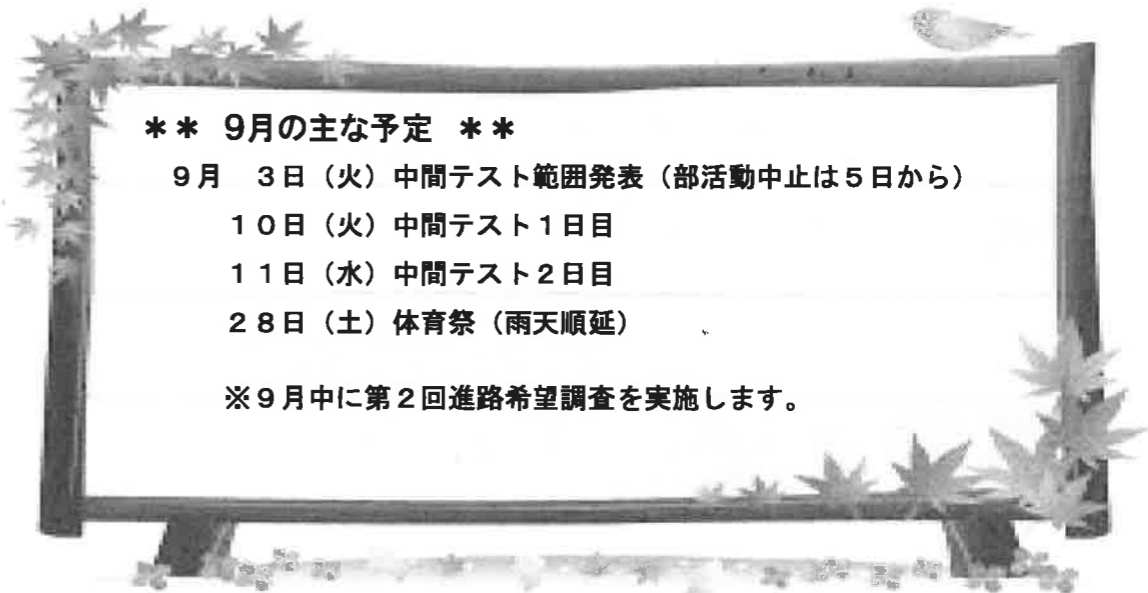 ** 9月の主な予定 **
9月 3日（火）中間テスト範囲発表（部活動中止は5日から）
10日（火）中間テスト1日目
11日（水）中間テスト2日目
28日（土）体育祭（雨天順延）
※9月中に第2回進路希望調査を実施します。